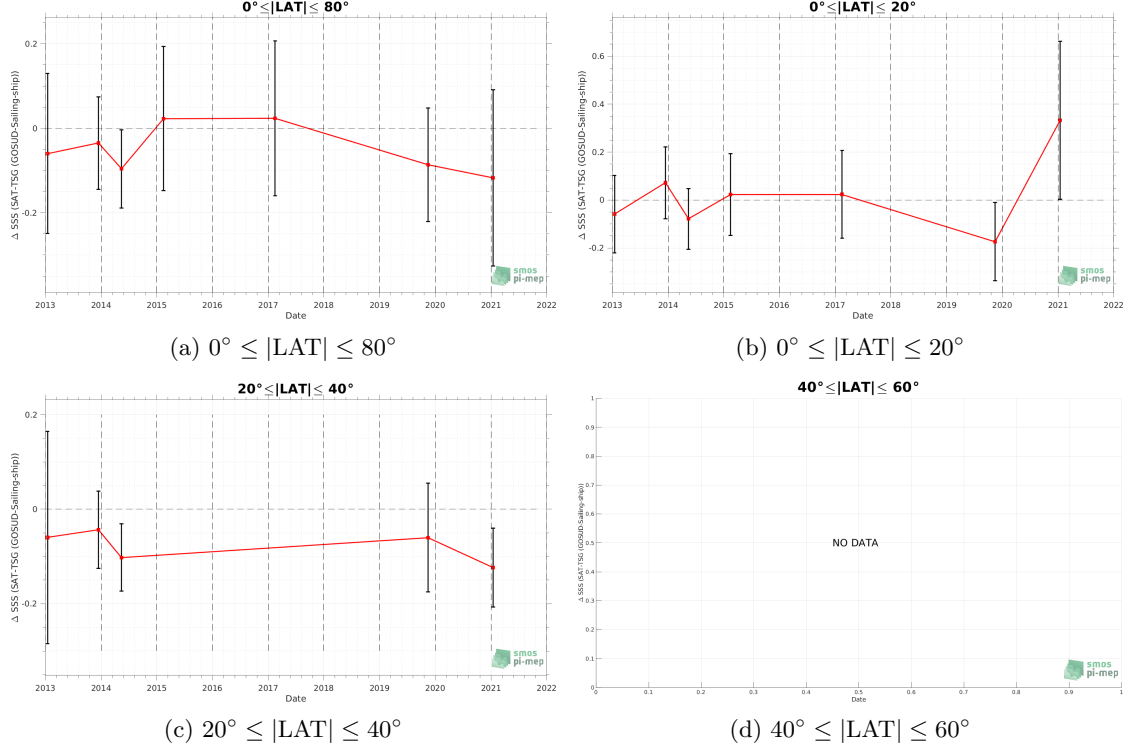 0°≤|LAT|≤ 80°
Δ SSS (SAT-TSG (GOSUD-Sailing-ship))
0.2
0
-0.2
2013 2014 2015 2016 2017 2018 2019 2020 2021 2022
Date
smos
pi-mep
(a) 0° ≤ |LAT| ≤ 80°
0°≤|LAT|≤ 20°
Δ SSS (SAT-TSG (GOSUD-Sailing-ship))
0.6
0.4
0.2
0
-0.2
2013 2014 2015 2016 2017 2018 2019 2020 2021 2022
Date
smos
pi-mep
(b) 0° ≤ |LAT| ≤ 20°
20°≤|LAT|≤ 40°
Δ SSS (SAT-TSG (GOSUD-Sailing-ship))
0.2
0
-0.2
2013 2014 2015 2016 2017 2018 2019 2020 2021 2022
Date
smos
pi-mep
(c) 20° ≤ |LAT| ≤ 40°
40°≤|LAT|≤ 60°
Δ SSS (SAT-TSG (GOSUD-Sailing-ship))
1
0.9
0.8
0.7
0.6
0.5
0.4
0.3
0.2
0.1
0
NO DATA
0 0.1 0.2 0.3 0.4 0.5 0.6 0.7 0.8 0.9 1
Date
smos
pi-mep
(d) 40° ≤ |LAT| ≤ 60°